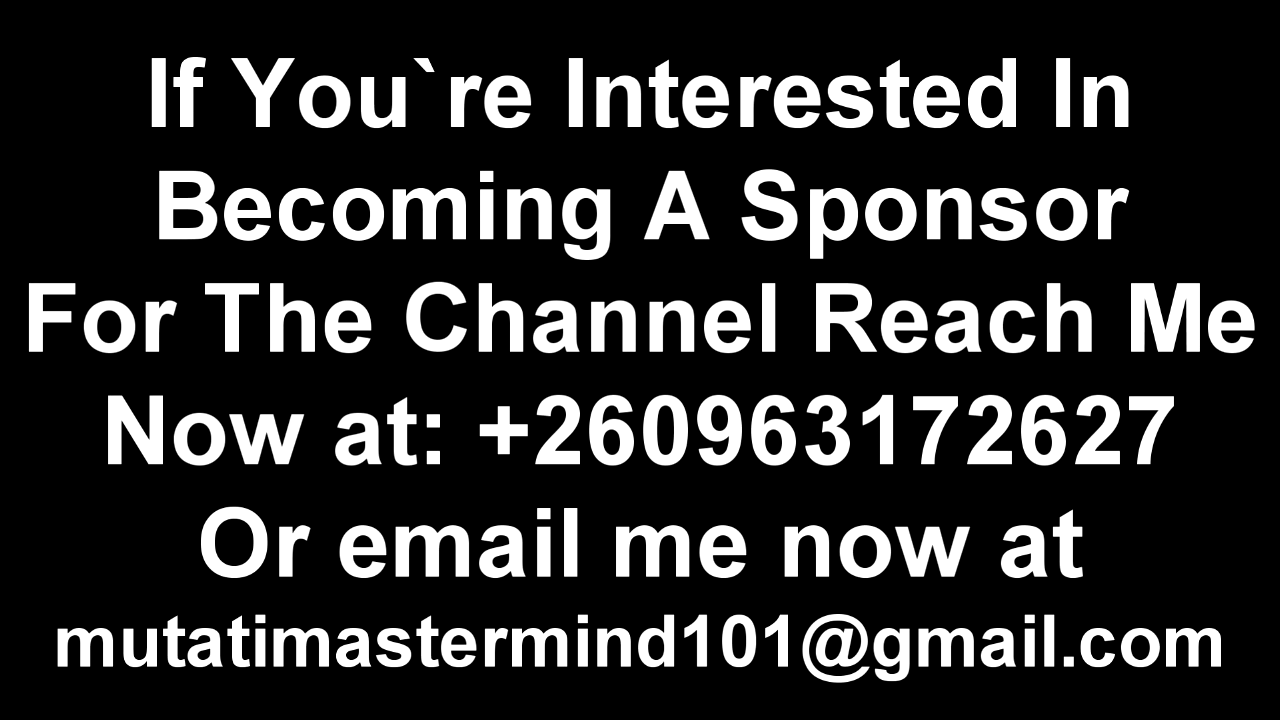 If You`re Interested In
Becoming A Sponsor
For The Channel Reach Me
Now at: +260963172627
Or email me now at
mutatimastermind101@gmail.com